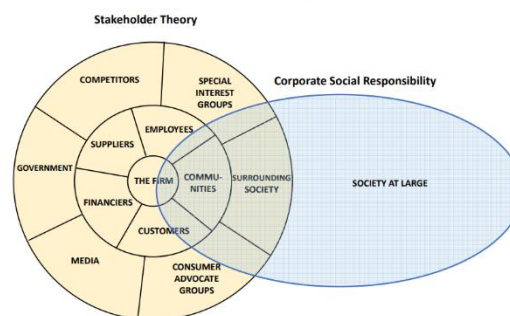 Stakeholder Theory
Corporate Social Responsibility
COMPETITORS
SPECIAL
INTEREST
GROUPS
EMPLOYEES
SUPPLIERS
GOVERNMENT
THE FIRM
COMMU-
NITIES
SURROUNDING
SOCIETY
SOCIETY AT LARGE
FINANCIERS
CUSTOMERS
MEDIA
CONSUMER
ADVOCATE
GROUPS